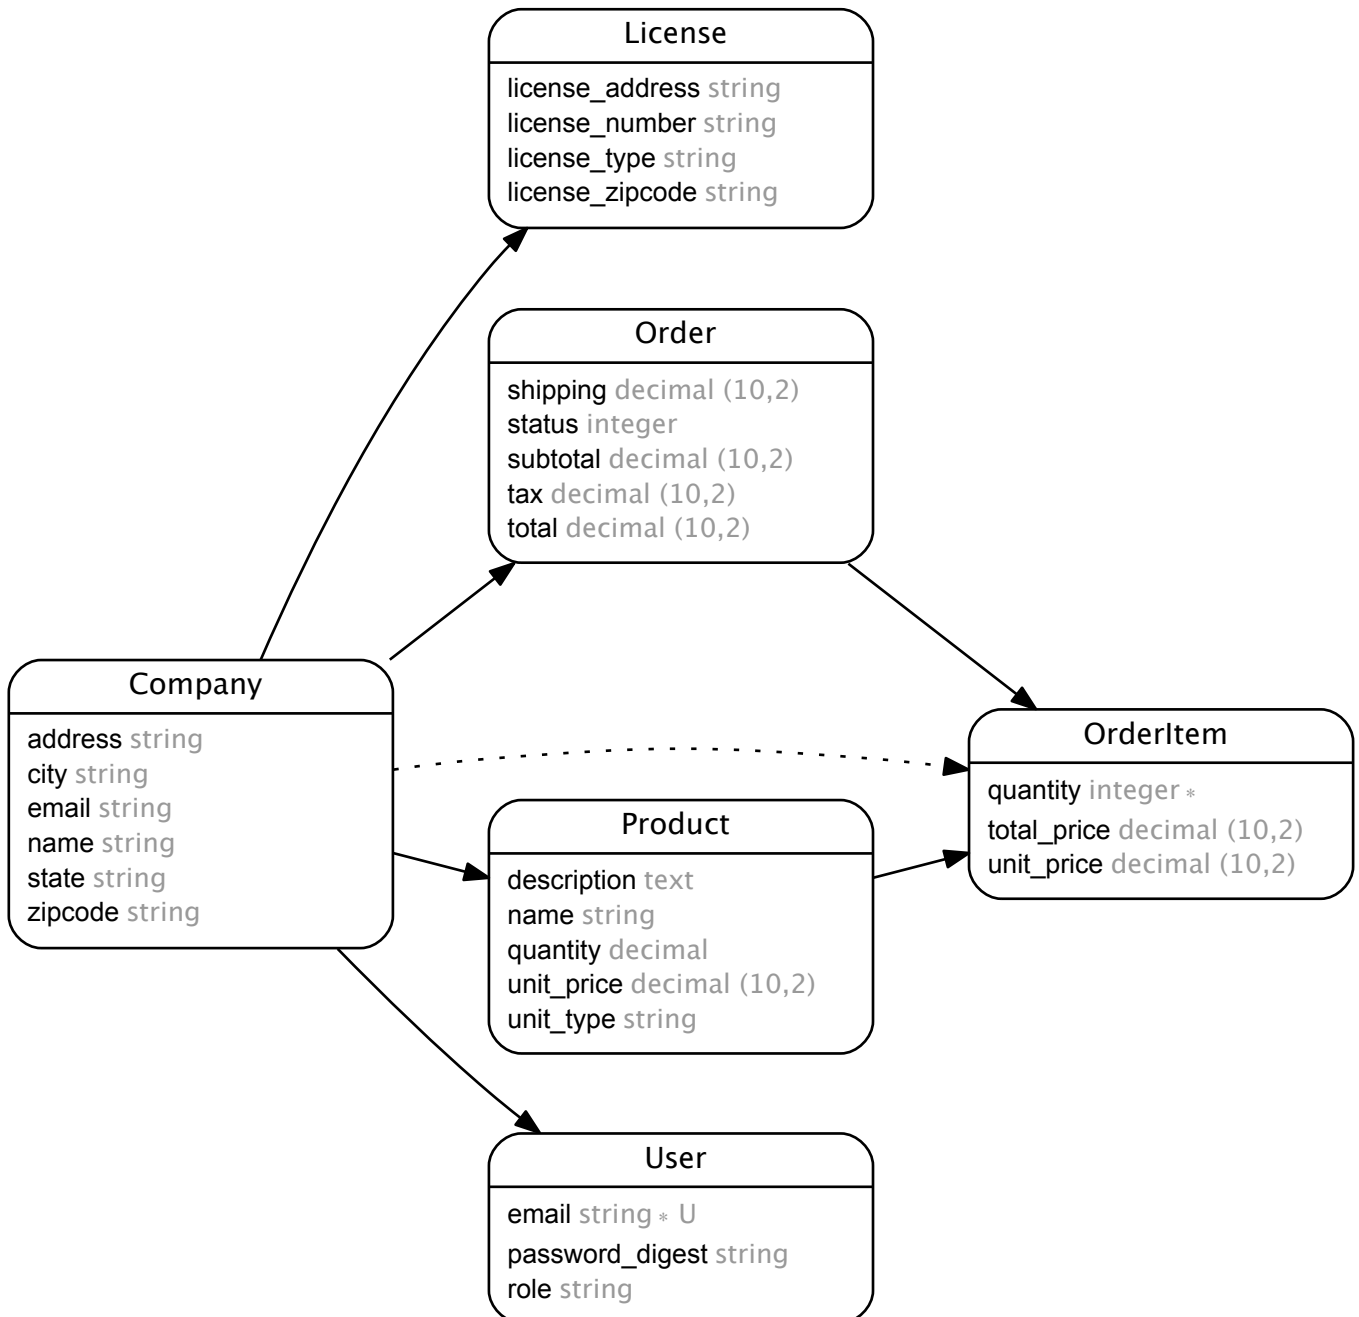 License
license_address string
license_number string
license_type string
license_zipcode string
Order
shipping decimal (10,2)
status integer
subtotal decimal (10,2)
tax decimal (10,2)
total decimal (10,2)
Company
address string
city string
email string
name string
state string
zipcode string
OrderItem
quantity integer *
total_price decimal (10,2)
unit_price decimal (10,2)
Product
description text
name string
quantity decimal
unit_price decimal (10,2)
unit_type string
User
email string * U
password_digest string
role string